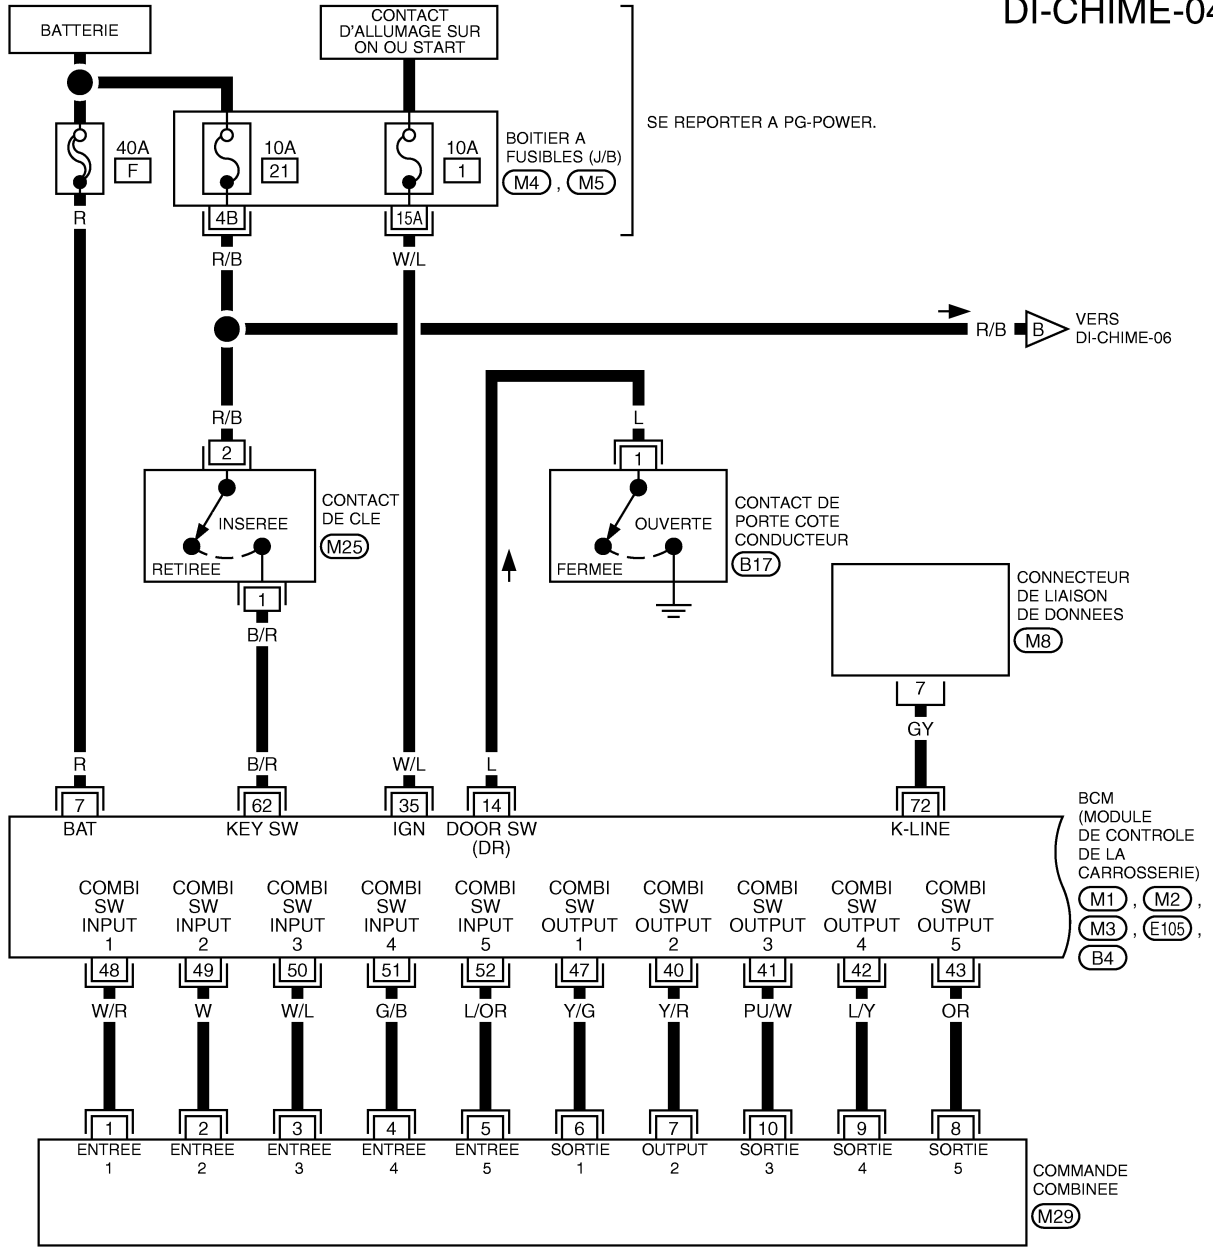 DI-CHIME-04
BATTERIE
CONTACT
D'ALLUMAGE SUR
ON OU START
SE REPORTER A PG-POWER.
40A
F
10A
21
10A
1
BOITIER A
FUSIBLES (J/B)
M4 , M5
R
4B
15A
R/B
W/L
R/B
B
VERS
DI-CHIME-06
R/B
L
2
1
CONTACT
DE CLE
M25
INSEREE
RETIREE
CONTACT DE
PORTE COTE
CONDUCTEUR
B17
OUVERTE
FERMEE
1
B/R
CONNECTEUR
DE LIAISON
DE DONNEES
M8
7
GY
R
B/R
W/L
L
7
62
35
14
72
BAT
KEY SW
IGN
DOOR SW
(DR)
K-LINE
BCM
(MODULE
DE CONTROLE
DE LA
CARROSSERIE)
M1 , M2 ,
M3 , E105 ,
B4
COMBI
SW
INPUT
1
COMBI
SW
INPUT
2
COMBI
SW
INPUT
3
COMBI
SW
INPUT
4
COMBI
SW
INPUT
5
COMBI
SW
OUTPUT
1
COMBI
SW
OUTPUT
2
COMBI
SW
OUTPUT
3
COMBI
SW
OUTPUT
4
COMBI
SW
OUTPUT
5
48
49
50
51
52
47
40
41
42
43
W/R
W
W/L
G/B
L/OR
Y/G
Y/R
PU/W
L/Y
OR
1
2
3
4
5
6
7
10
9
8
ENTREE
1
ENTREE
2
ENTREE
3
ENTREE
4
ENTREE
5
SORTIE
1
OUTPUT
2
SORTIE
3
SORTIE
4
SORTIE
5
COMMANDE
COMBINEE
M29